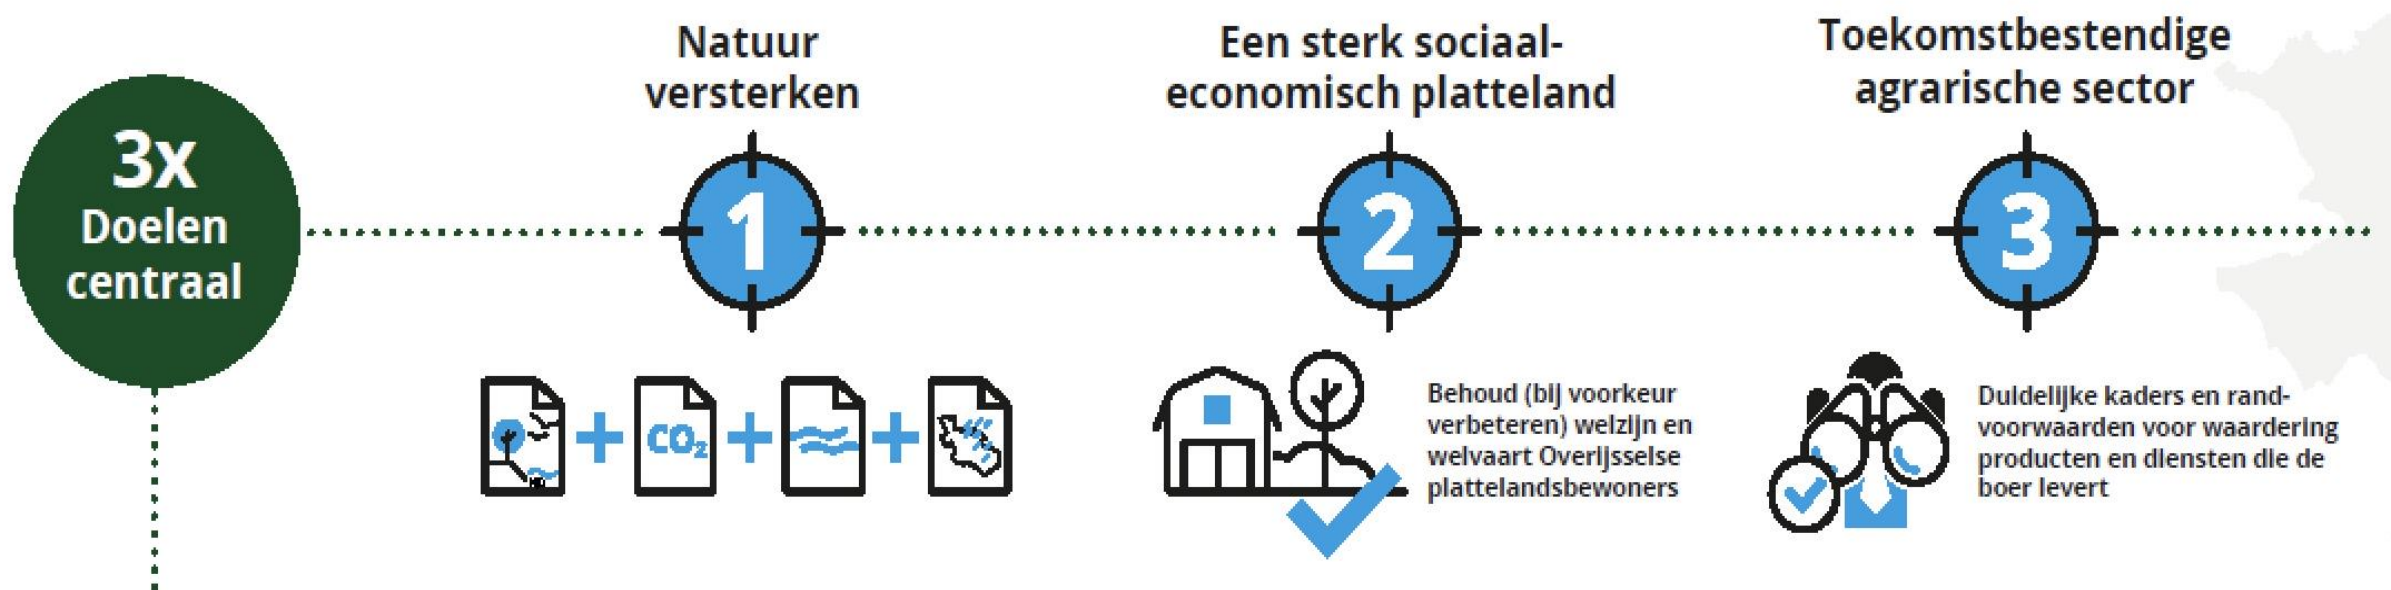 3x
Doelen
centraal
Natuur
versterken
1
CO₂
Een sterk sociaal-
economisch platteland
2
Behoud (bij voorkeur
verbeteren) welzijn en
welvaart Overijsselse
plattelandsbewoners
Toekomstbestendige
agrarische sector
3
Duidelijke kaders en rand-
voorwaarden voor waardering
producten en diensten die de
boer levert